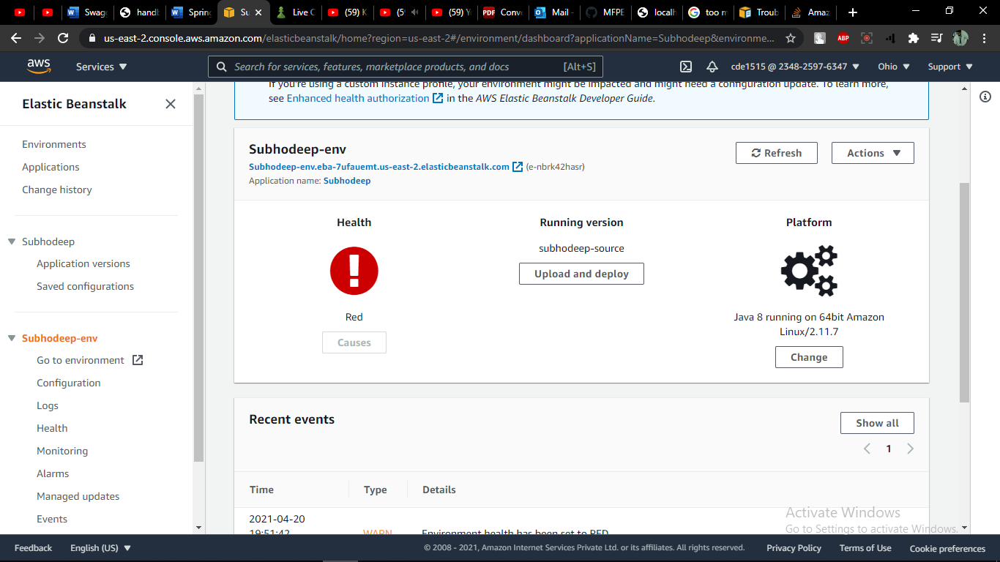 Swagg
handl
W Spring
Su
Live C
(59) K
(5
(59) Y
PDF Conv
Mail -
MFPE
localh
too m
Troub
Amaz
us-east-2.console.aws.amazon.com/elasticbeanstalk/home?region=us-east-2#/environment/dashboard?applicationName=Subhodeep&environme...
ABP
aws
Services
Search for services, features, marketplace products, and docs
[Alt+S]
cde1515 @ 2348-2597-6347
Ohio
Support
Elastic Beanstalk
Environments
Applications
Change history
Subhodeep
Application versions
Saved configurations
Subhodeep-env
Go to environment
Configuration
Logs
Health
Monitoring
Alarms
Managed updates
Events
If you're using a custom instance profile, your environment might be impacted and might need a configuration update. To learn more,
see Enhanced health authorization in the AWS Elastic Beanstalk Developer Guide.
Subhodeep-env
Subhodeep-env.eba-7ufauemt.us-east-2.elasticbeanstalk.com (e-nbrk42hasr)
Application name: Subhodeep
Refresh
Actions
Health
Red
Causes
Running version
subhodeep-source
Upload and deploy
Platform
Java 8 running on 64bit Amazon
Linux/2.11.7
Change
Recent events
Show all
1
Time
Type
Details
2021-04-20
19:51:42
WARN
Environment health has been set to RED
Activate Windows
Go to Settings to activate Windows.
Feedback
English (US)
© 2008 - 2021, Amazon Internet Services Private Ltd. or its affiliates. All rights reserved.
Privacy Policy
Terms of Use
Cookie preferences